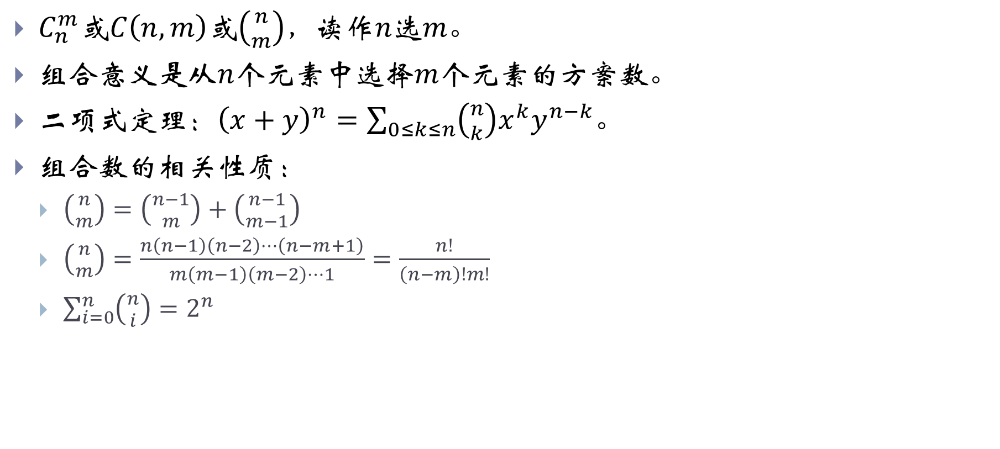 $C_n^m$或$C(n,m)$或$\binom{n}{m}$，读作$n$选$m$。
组合意义是从$n$个元素中选择$m$个元素的方案数。
二项式定理：$(x+y)^n=\sum_{0\le k\le n}\binom{n}{k}x^k y^{n-k}$。
组合数的相关性质：
$\binom{n}{m}=\binom{n-1}{m}+\binom{n-1}{m-1}$
$\binom{n}{m}=\frac{n(n-1)(n-2)\cdots(n-m+1)}{m(m-1)(m-2)\cdots 1}=\frac{n!}{(n-m)!m!}$
$\sum_{i=0}^{n}\binom{n}{i}=2^n$